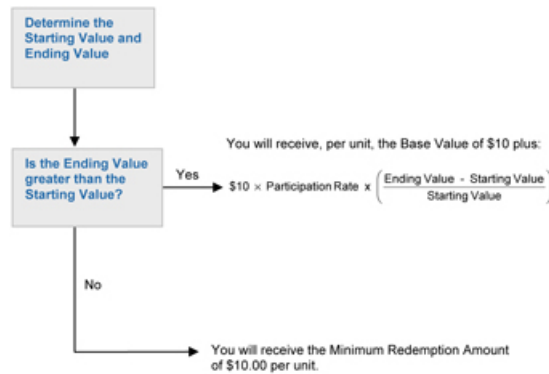 Determine the
Starting Value and
Ending Value
You will receive, per unit, the Base Value of $10 plus:
Is the Ending Value
greater than the
Starting Value?
Yes
$10 × Participation Rate x ( Ending Value - Starting Value
Starting Value )
No
You will receive the Minimum Redemption Amount
of $10.00 per unit.